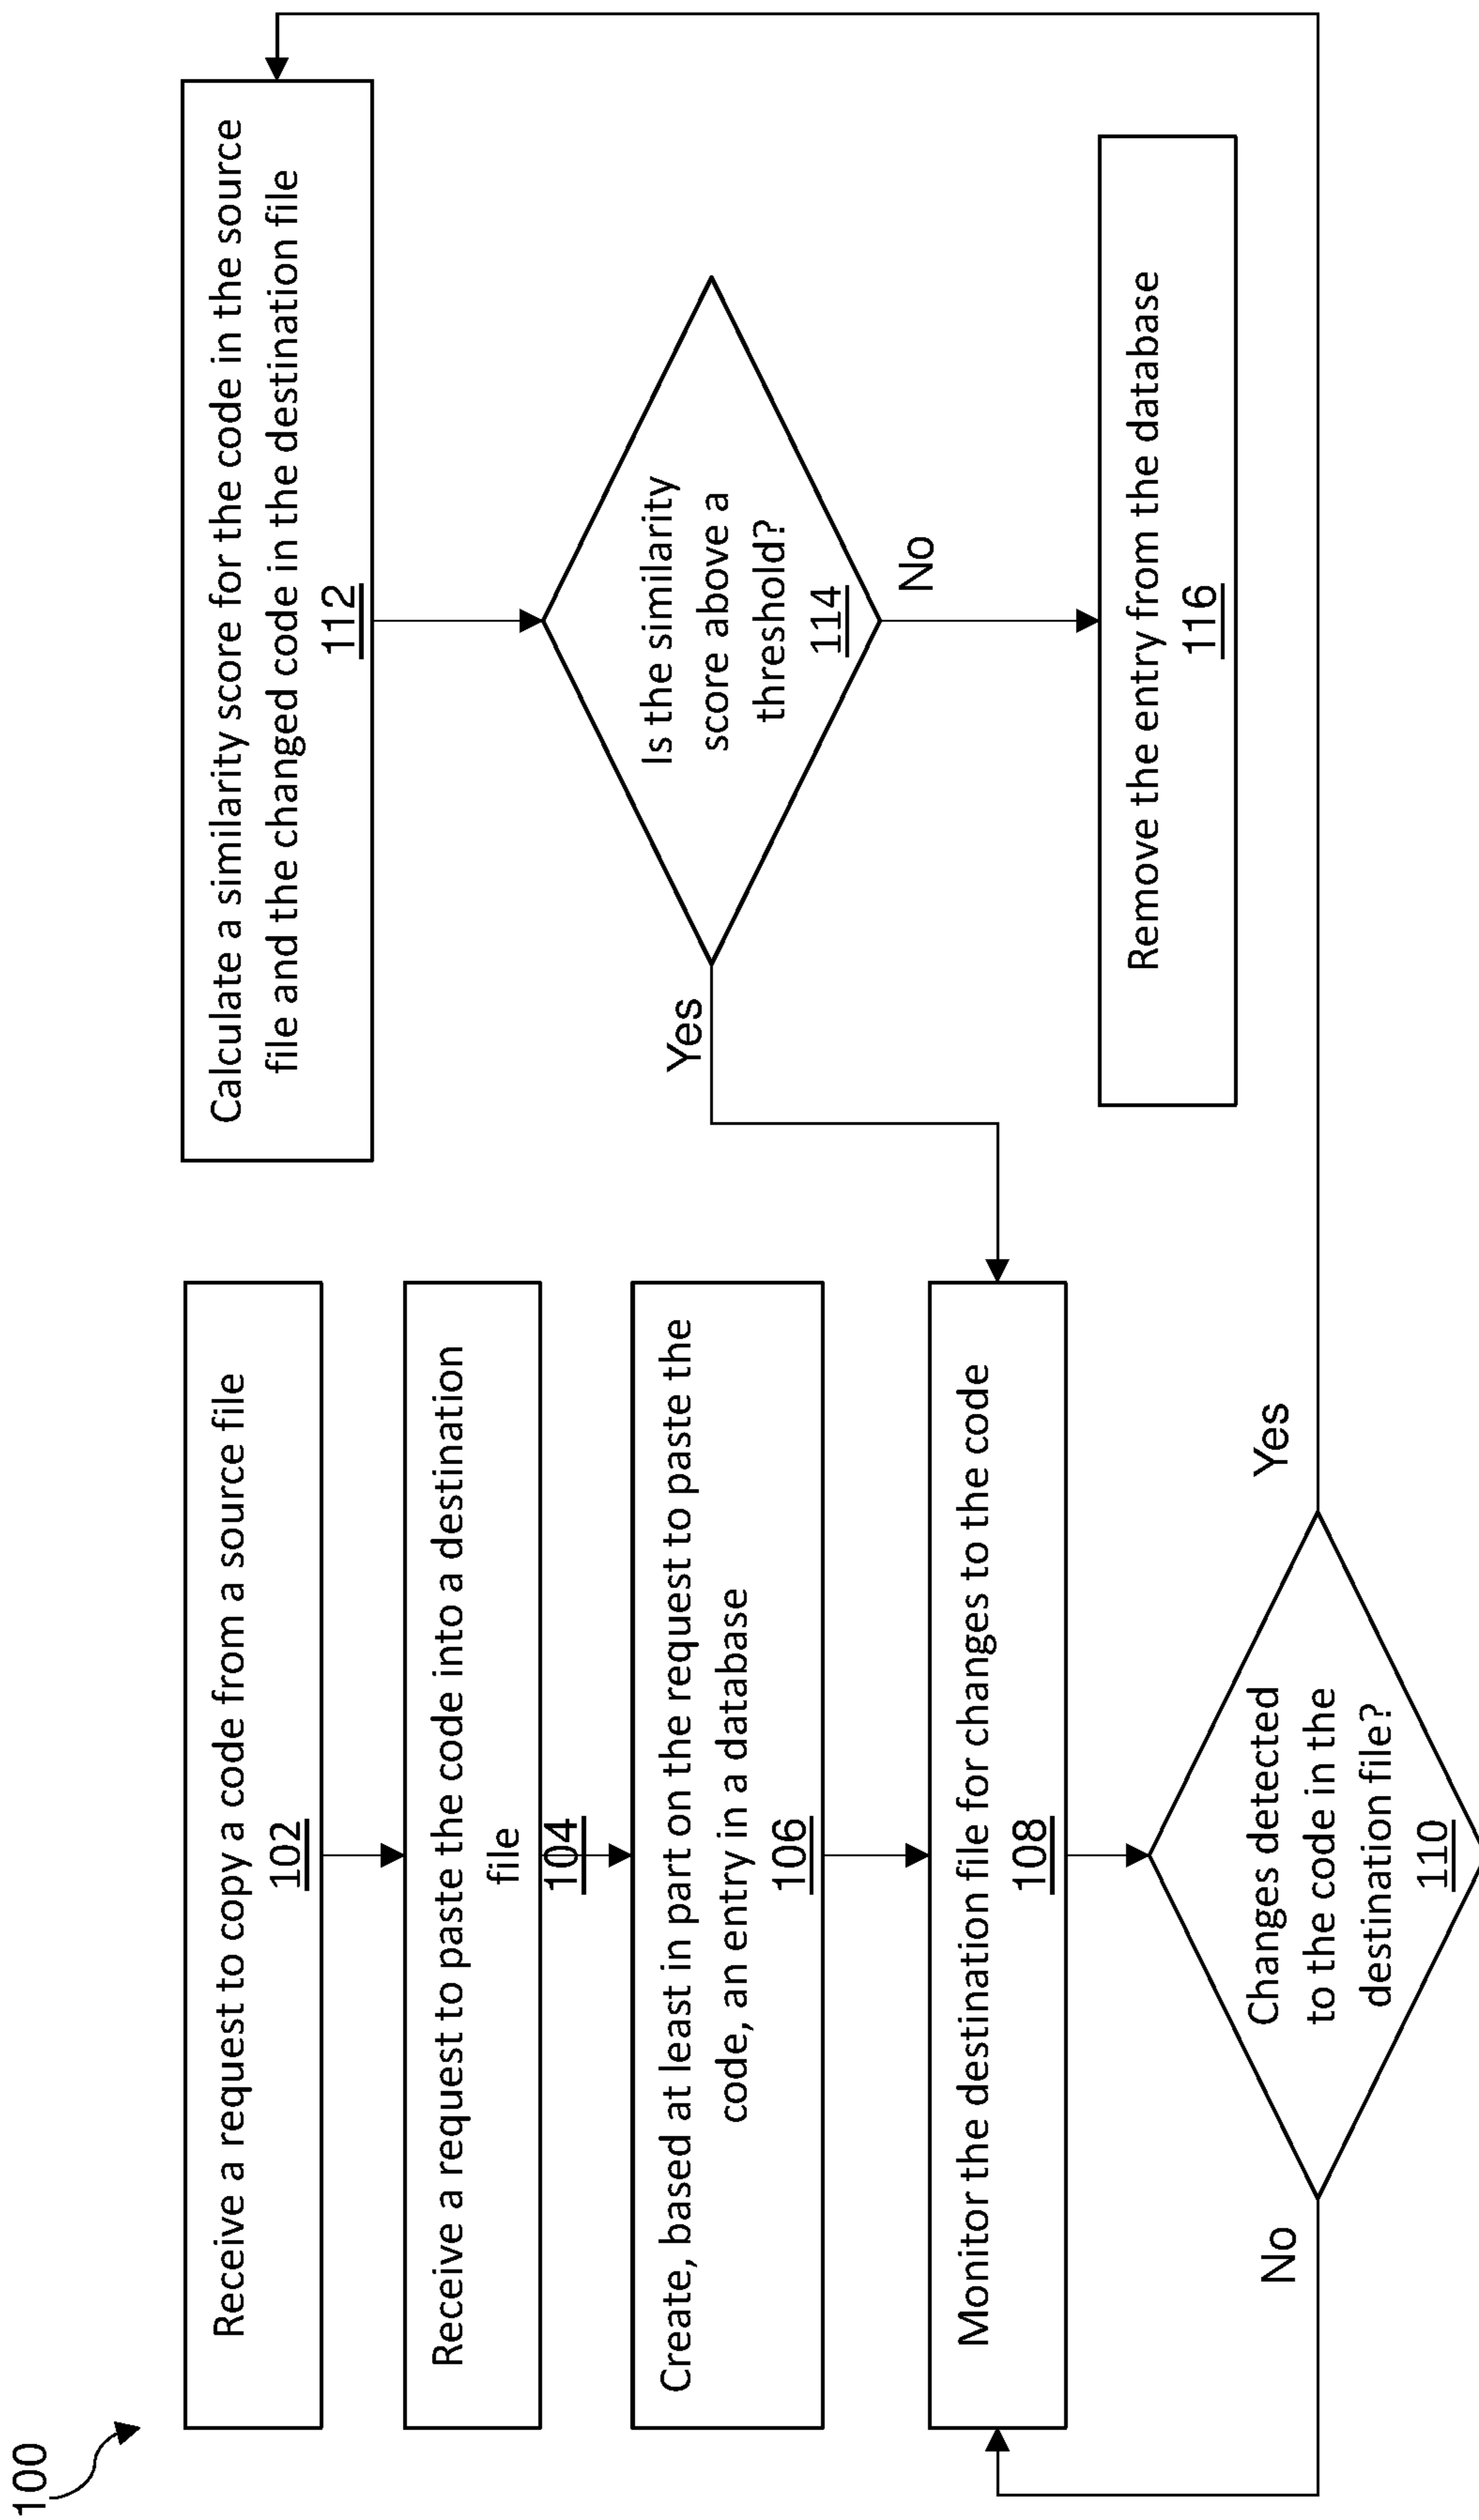 100
Receive a request to copy a code from a source file
102
Receive a request to paste the code into a destination
file
104
Create, based at least in part on the request to paste the
code, an entry in a database
106
Monitor the destination file for changes to the code
108
Changes detected
to the code in the
destination file?
110
No
Yes
Calculate a similarity score for the code in the source
file and the changed code in the destination file
112
Is the similarity
score above a
threshold?
114
Yes
No
Remove the entry from the database
116